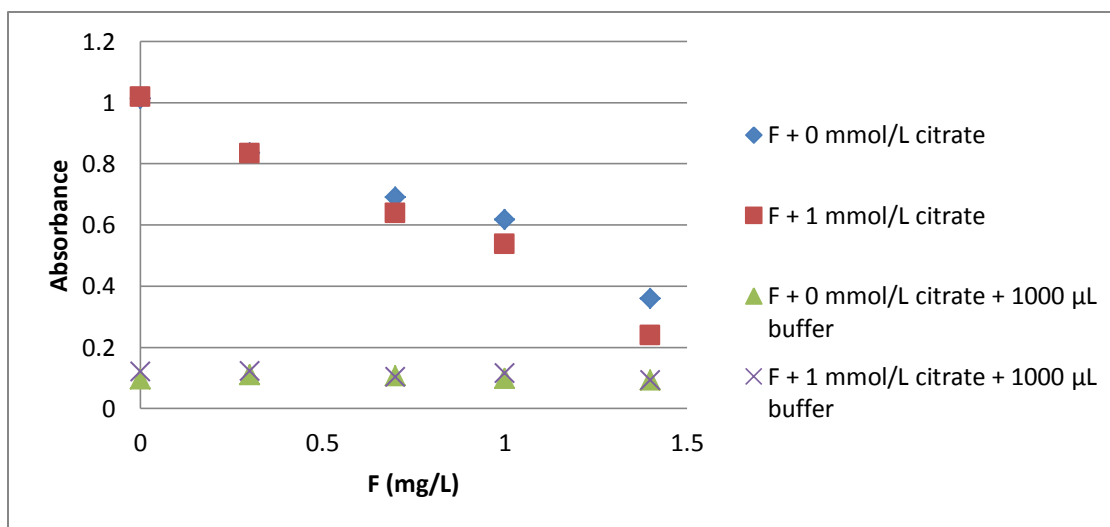 1.2
1
0.8
0.6
0.4
0.2
0
Absorbance
0
0.5
1
1.5
F (mg/L)
F + 0 mmol/L citrate
F + 1 mmol/L citrate
F + 0 mmol/L citrate + 1000 µL
buffer
F + 1 mmol/L citrate + 1000 µL
buffer